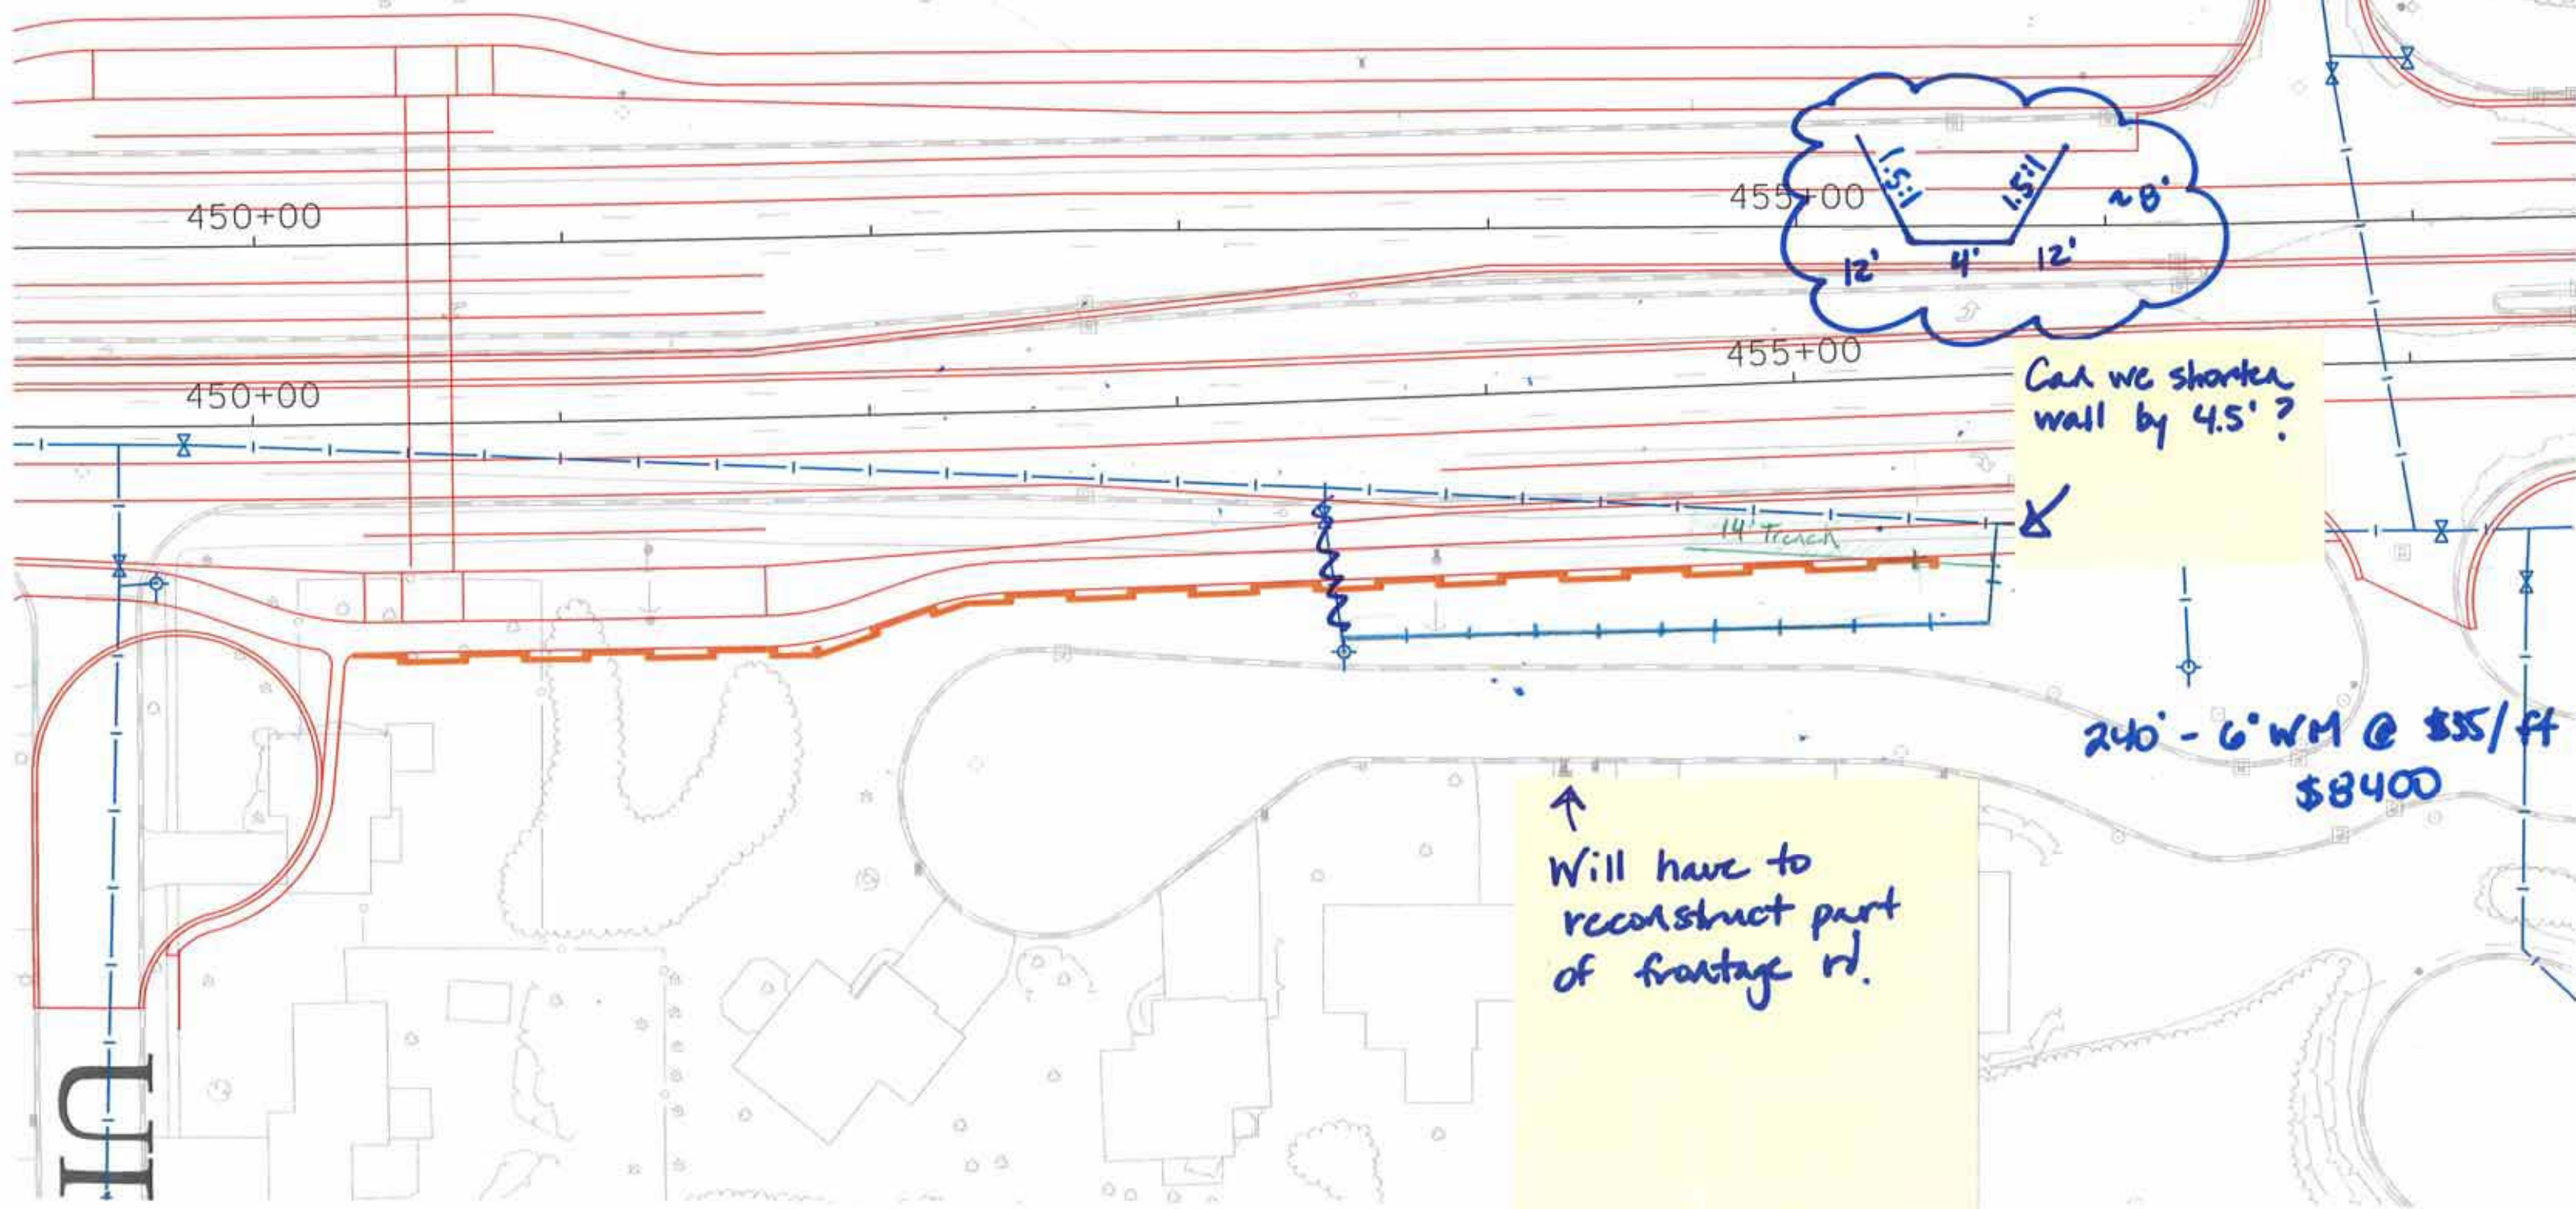 450+00
455+00
1.5:1
1.5:1
~8'
12'
4'
12'
450+00
455+00
Can we shorten
wall by 4.5'?
14' Trench
240' - 6" WM @ $35/ft
$8400
↑
Will have to
reconstruct part
of frontage rd.